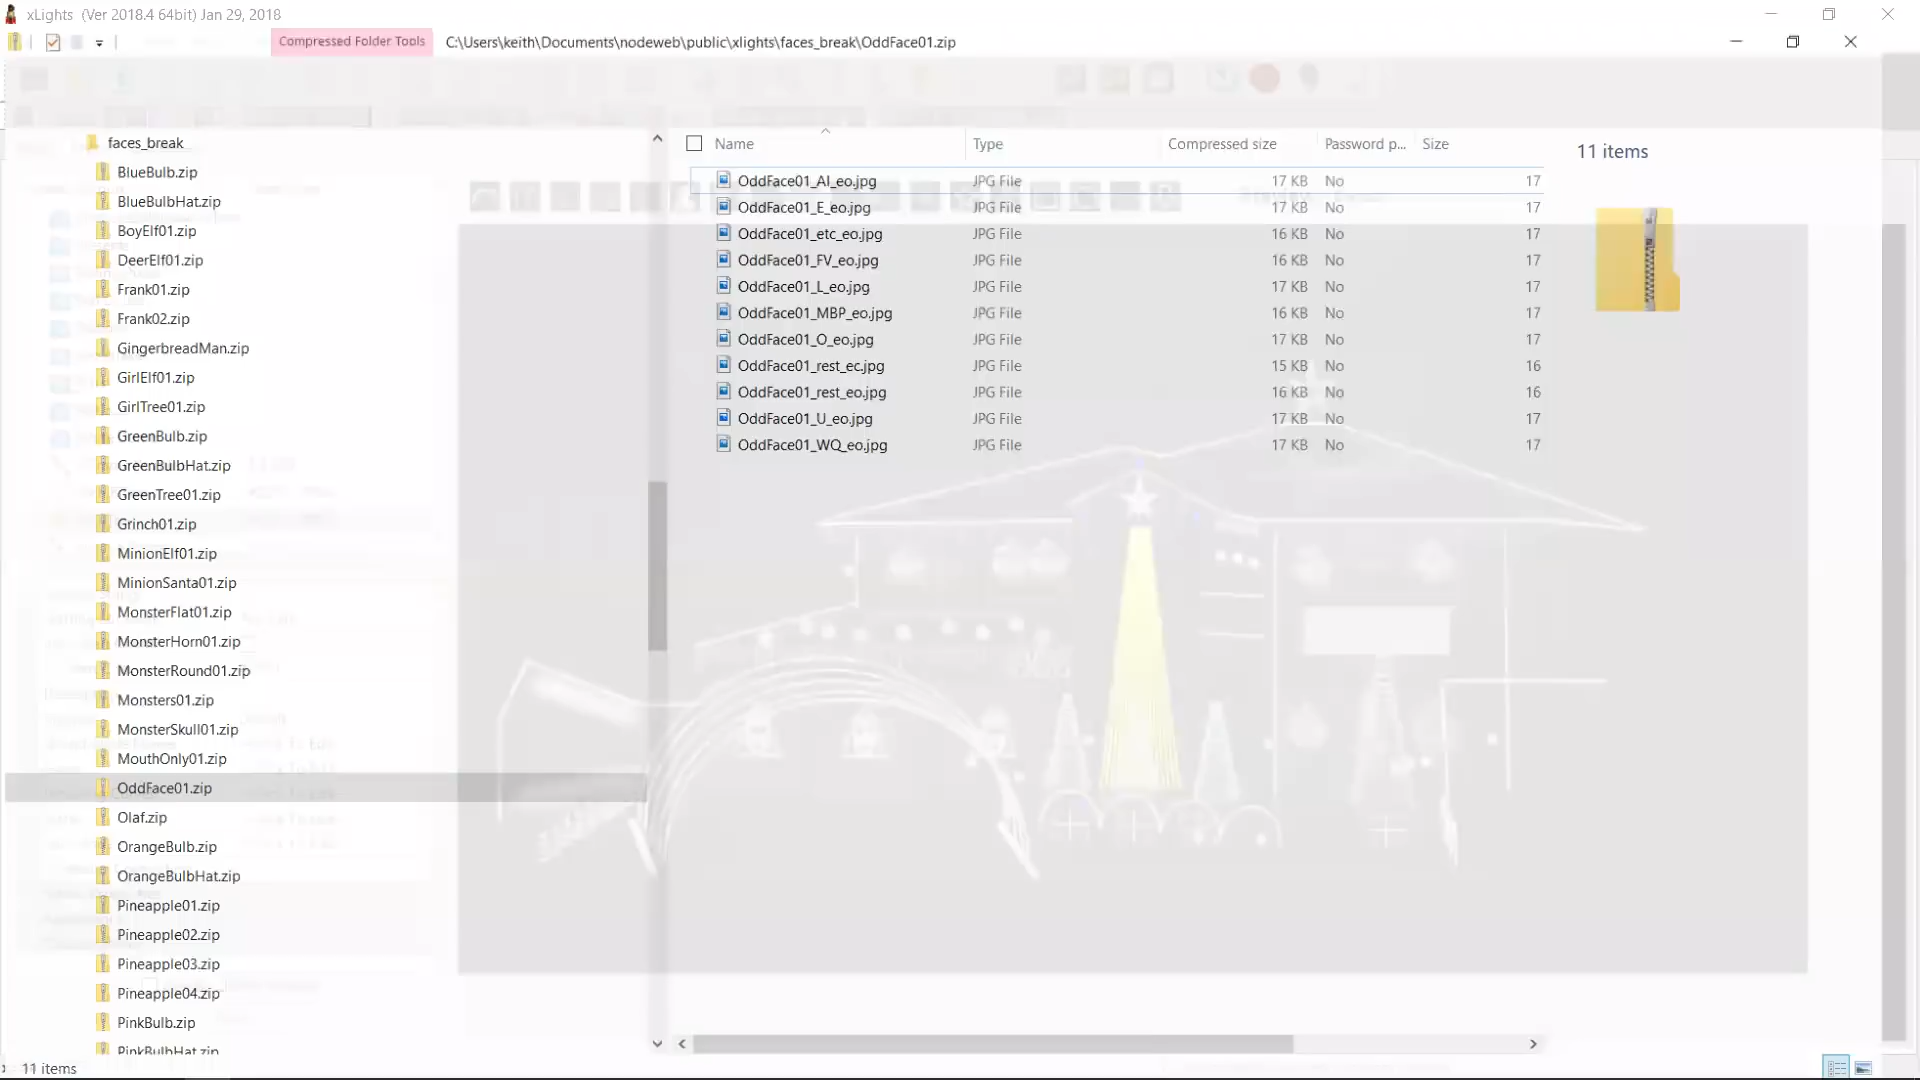 xLights (Ver 2018.4 64bit) Jan 29, 2018
Compressed Folder Tools C:\Users\keith\Documents\nodeweb\public\xlights\faces_break\OddFace01.zip
faces_break
BlueBulb.zip
BlueBulbHat.zip
BoyElf01.zip
DeerElf01.zip
Frank01.zip
Frank02.zip
GingerbreadMan.zip
GirlElf01.zip
GirlTree01.zip
GreenBulb.zip
GreenBulbHat.zip
GreenTree01.zip
Grinch01.zip
MinionElf01.zip
MinionSanta01.zip
MonsterFlat01.zip
MonsterHorn01.zip
MonsterRound01.zip
Monsters01.zip
MonsterSkull01.zip
MouthOnly01.zip
OddFace01.zip
Olaf.zip
OrangeBulb.zip
OrangeBulbHat.zip
Pineapple01.zip
Pineapple02.zip
Pineapple03.zip
Pineapple04.zip
PinkBulb.zip
PinkBulbHat.zip
Name Type Compressed size Password p... Size
OddFace01_AI_eo.jpg JPG File 17 KB No 17
OddFace01_E_eo.jpg JPG File 17 KB No 17
OddFace01_etc_eo.jpg JPG File 16 KB No 17
OddFace01_FV_eo.jpg JPG File 16 KB No 17
OddFace01_L_eo.jpg JPG File 17 KB No 17
OddFace01_MBP_eo.jpg JPG File 16 KB No 17
OddFace01_O_eo.jpg JPG File 17 KB No 17
OddFace01_rest_ec.jpg JPG File 15 KB No 16
OddFace01_rest_eo.jpg JPG File 16 KB No 16
OddFace01_U_eo.jpg JPG File 17 KB No 17
OddFace01_WQ_eo.jpg JPG File 17 KB No 17
11 items
11 items